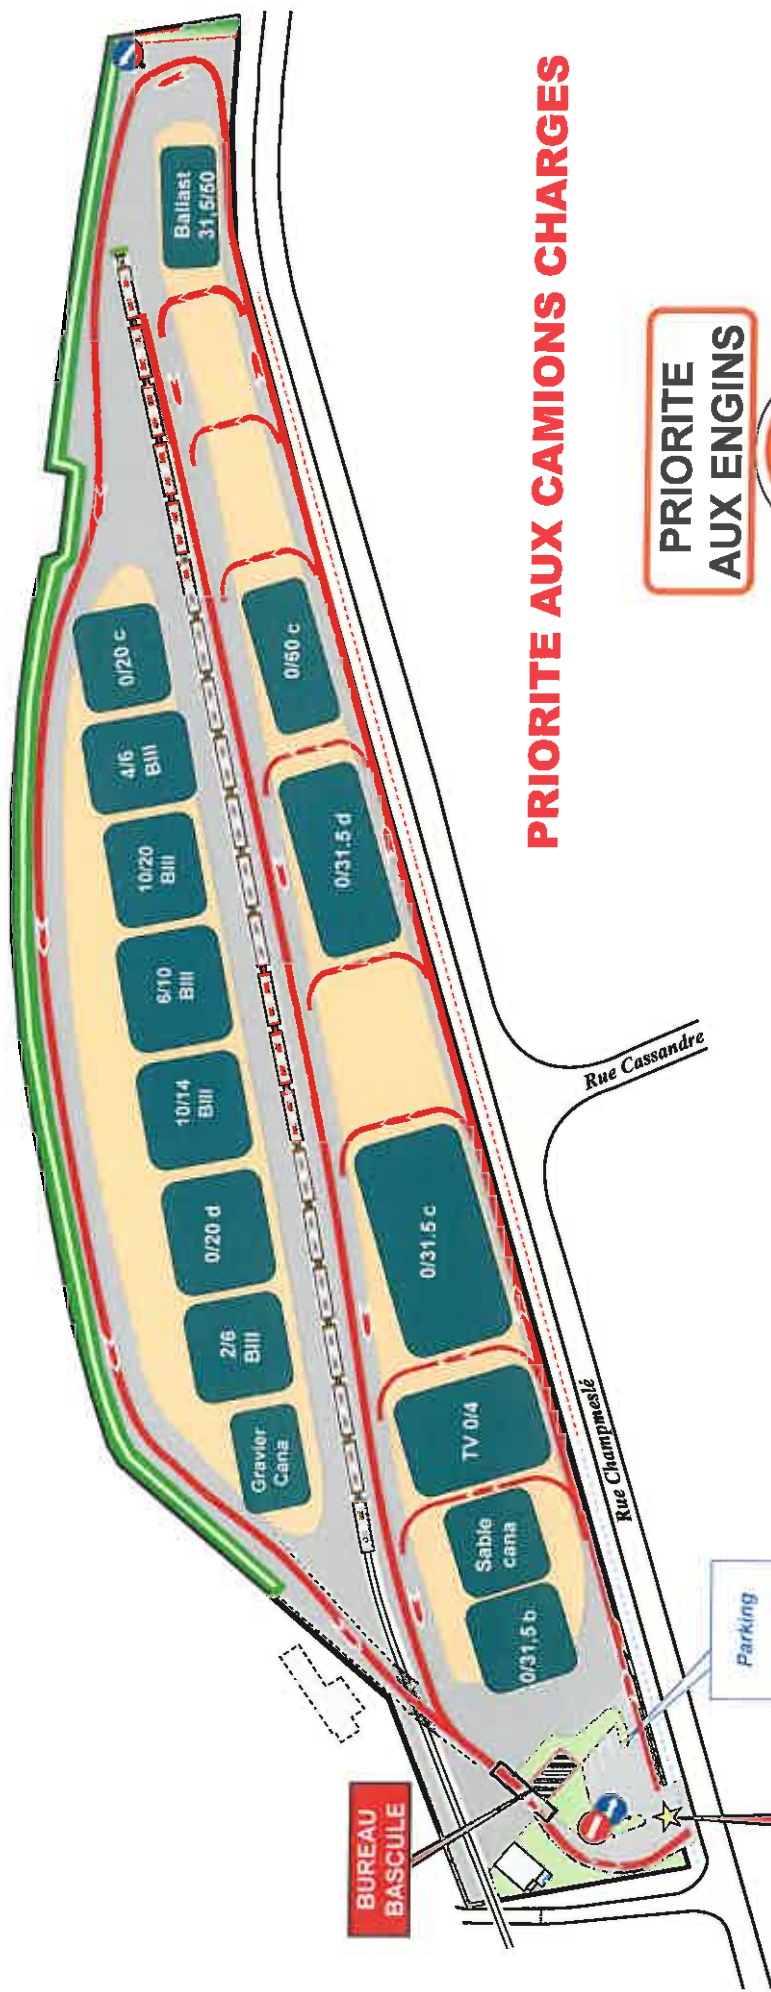 Ballast
31,5/50
0/20 c
4/6
BIII
10/20
BIII
6/10
BIII
10/14
BIII
0/20 d
2/6
BIII
Gravier
Cana
0/60 c
0/31.5 d
0/31.5 c
TV 0/4
Sable
cana
0/31,5 b
PRIORITE AUX CAMIONS CHARGES
PRIORITE
AUX ENGINS
Rue Cassandre
Rue Champmeslé
Parking
BUREAU
BASCULE